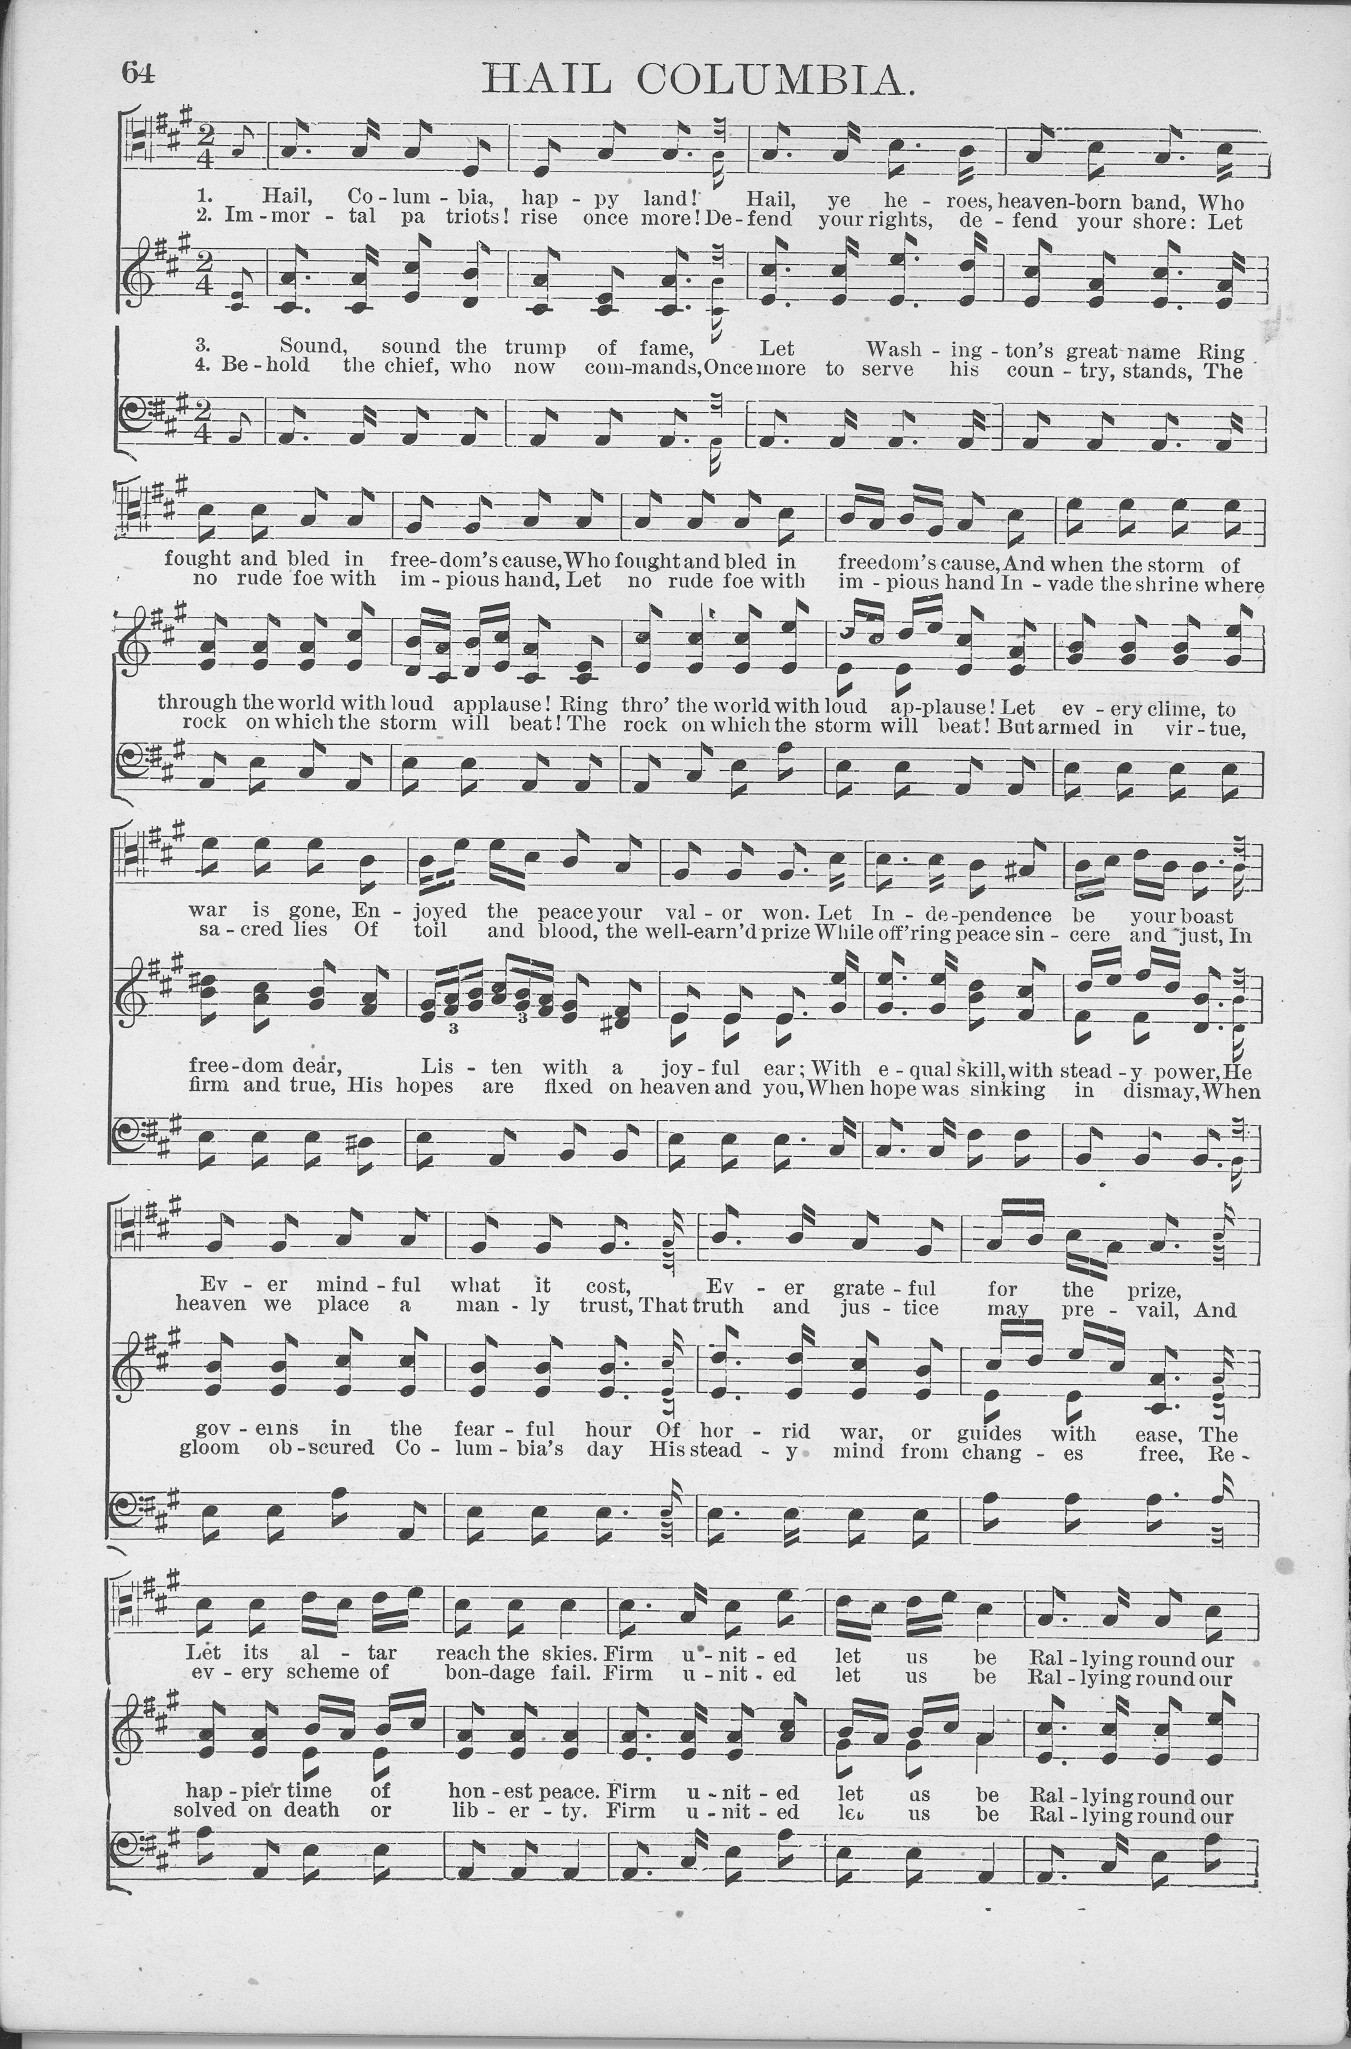 64
HAIL COLUMBIA.
1. Hail, Co-lum-bia, hap-py land! Hail, ye he-roes, heaven-born band, Who
2. Im-mor-tal pa triots! rise once more! De-fend your rights, de-fend your shore: Let
3. Sound, sound the trump of fame, Let Wash-ing-ton's great name Ring
4. Be-hold the chief, who now com-mands, Once more to serve his coun-try, stands, The
fought and bled in free-dom's cause, Who fought and bled in freedom's cause, And when the storm of
no rude foe with im-pious hand, Let no rude foe with im-pious hand In-vade the shrine where
through the world with loud applause! Ring thro' the world with loud ap-plause! Let ev-ery clime, to
rock on which the storm will beat! The rock on which the storm will beat! But armed in vir-tue,
3 3
war is gone, En-joyed the peace your val-or won. Let In-de-pendence be your boast
sa-cred lies Of toil and blood, the well-earn'd prize While off'ring peace sin-cere and just, In
free-dom dear, Lis-ten with a joy-ful ear; With e-qual skill, with stead-y power, He
firm and true, His hopes are fixed on heaven and you, When hope was sinking in dismay, When
Ev-er mind-ful what it cost, Ev-er grate-ful for the prize,
heaven we place a man-ly trust, That truth and jus-tice may pre-vail, And
gov-erns in the fear-ful hour Of hor-rid war, or guides with ease, The
gloom ob-scured Co-lum-bia's day His stead-y mind from chang-es free, Re-
Let its al-tar reach the skies. Firm u-nit-ed let us be Ral-lying round our
ev-ery scheme of bon-dage fail. Firm u-nit-ed let us be Ral-lying round our
hap-pier time of hon-est peace. Firm u-nit-ed let us be Ral-lying round our
solved on death or lib-er-ty. Firm u-nit-ed let us be Ral-lying round our